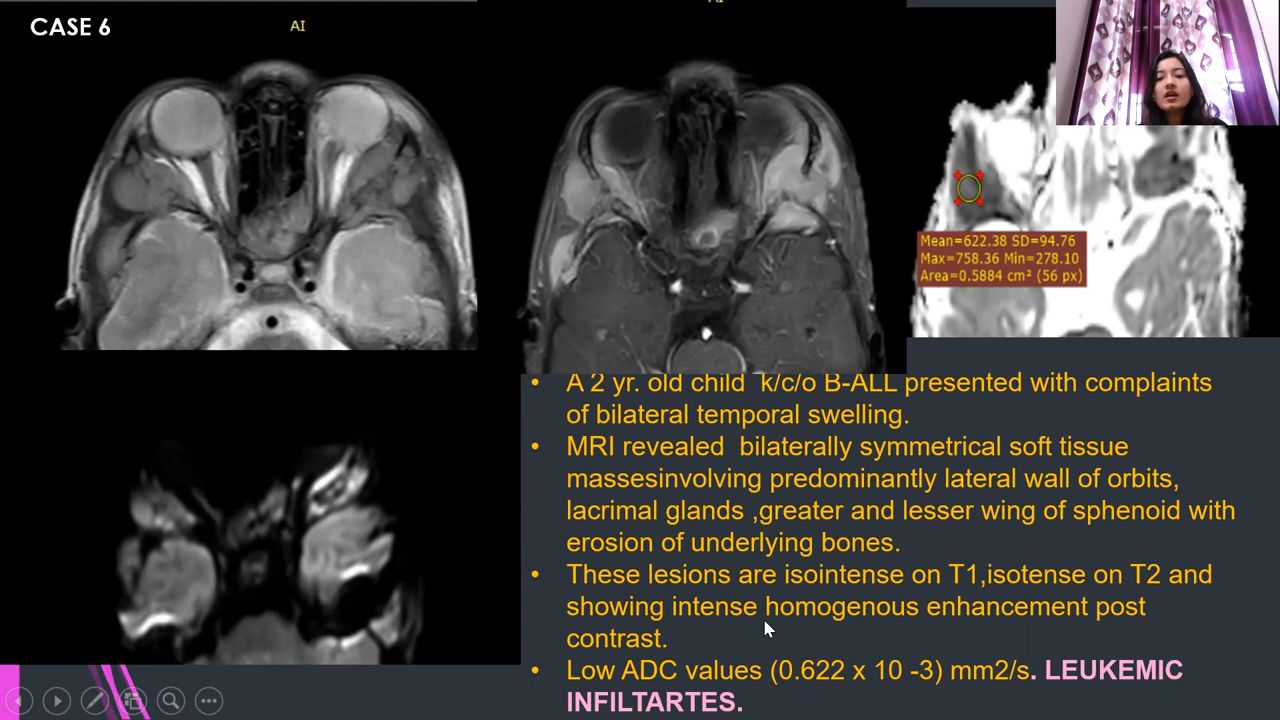 CASE 6
AI
AI
Mean=622.38 SD=94.76
Max=758.36 Min=278.10
Area=0.5884 cm² (56 px)
• A 2 yr. old child k/c/o B-ALL presented with complaints
of bilateral temporal swelling.
• MRI revealed bilaterally symmetrical soft tissue
massesinvolving predominantly lateral wall of orbits,
lacrimal glands ,greater and lesser wing of sphenoid with
erosion of underlying bones.
• These lesions are isointense on T1,isotense on T2 and
showing intense homogenous enhancement post
contrast.
• Low ADC values (0.622 x 10 -3) mm2/s. LEUKEMIC
INFILTARTES.